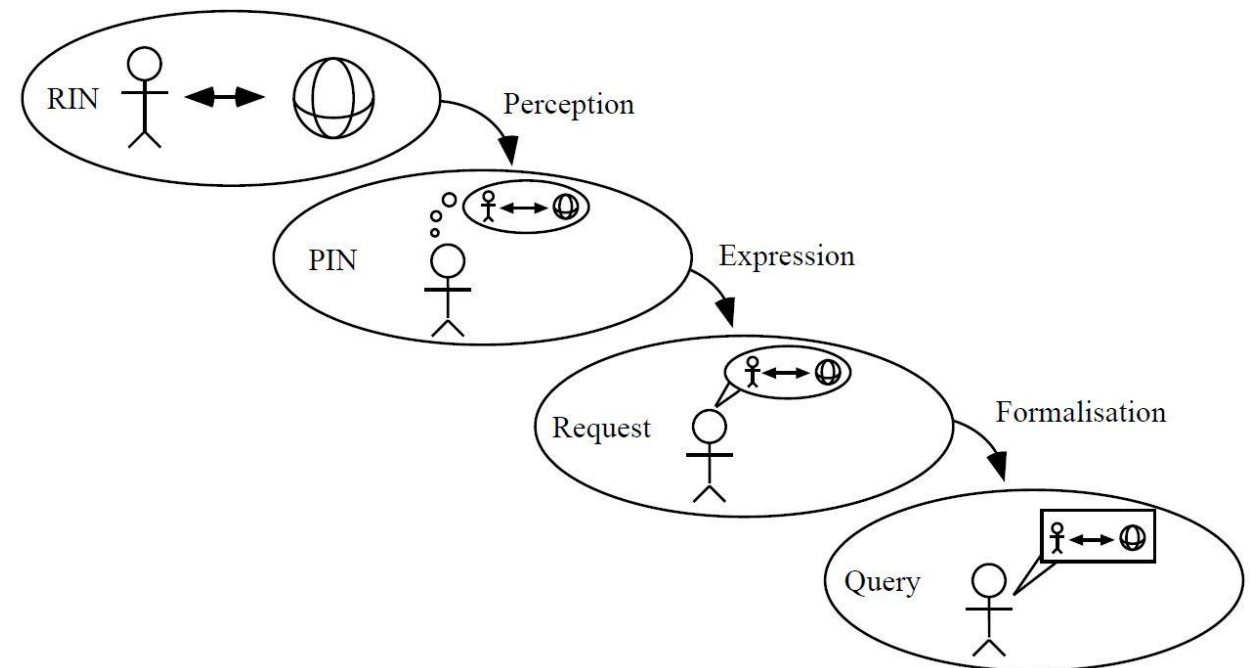 RIN
Perception
PIN
Expression
Request
Formalisation
Query